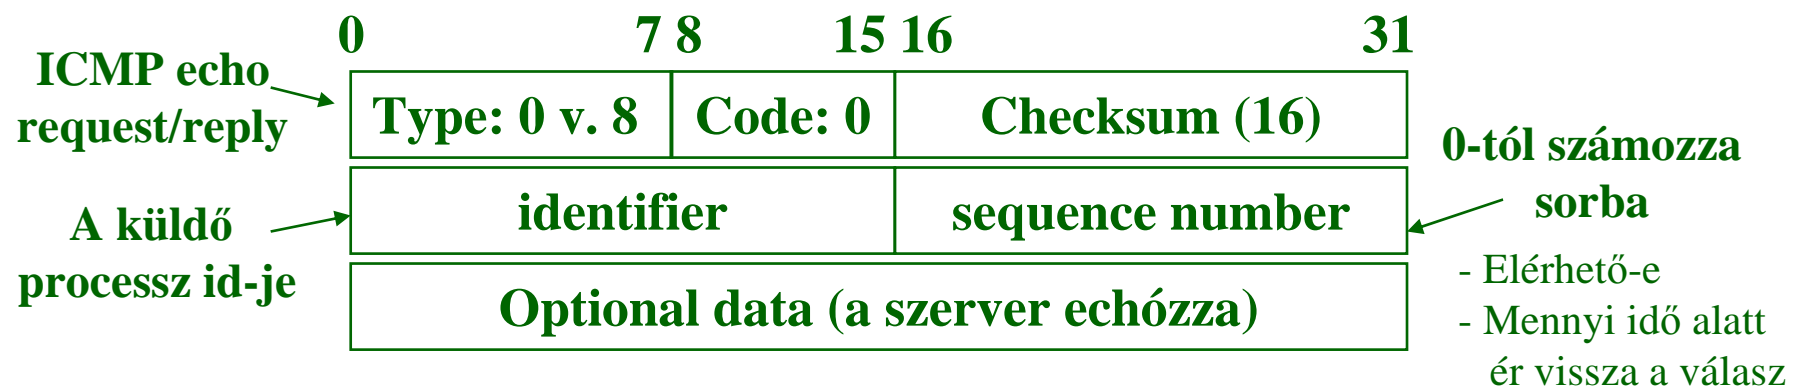 0 7 8 15 16 31
ICMP echo
request/reply
Type: 0 v. 8 Code: 0 Checksum (16)
0-tól számozza
sorba
A küldő
processz id-je
identifier sequence number
- Elérhető-e
- Mennyi idő alatt
ér vissza a válasz
Optional data (a szerver echózza)